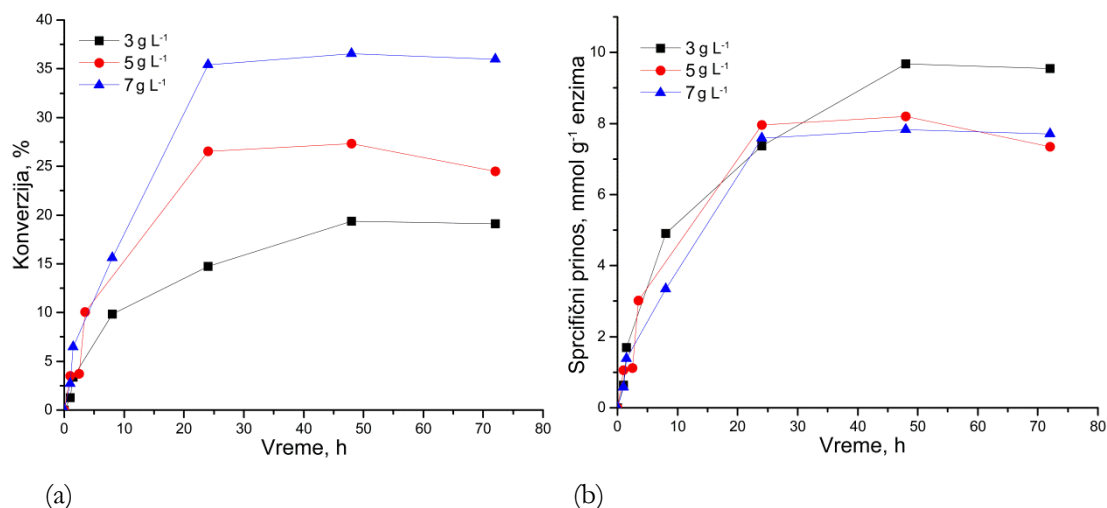 40
35
30
25
20
15
10
5
0
Konverzija, %
3 g L⁻¹
5 g L⁻¹
7 g L⁻¹
0 10 20 30 40 50 60 70 80
Vreme, h
(a)
10
8
6
4
2
0
Sprcifični prinos, mmol g⁻¹ enzima
3 g L⁻¹
5 g L⁻¹
7 g L⁻¹
0 10 20 30 40 50 60 70 80
Vreme, h
(b)